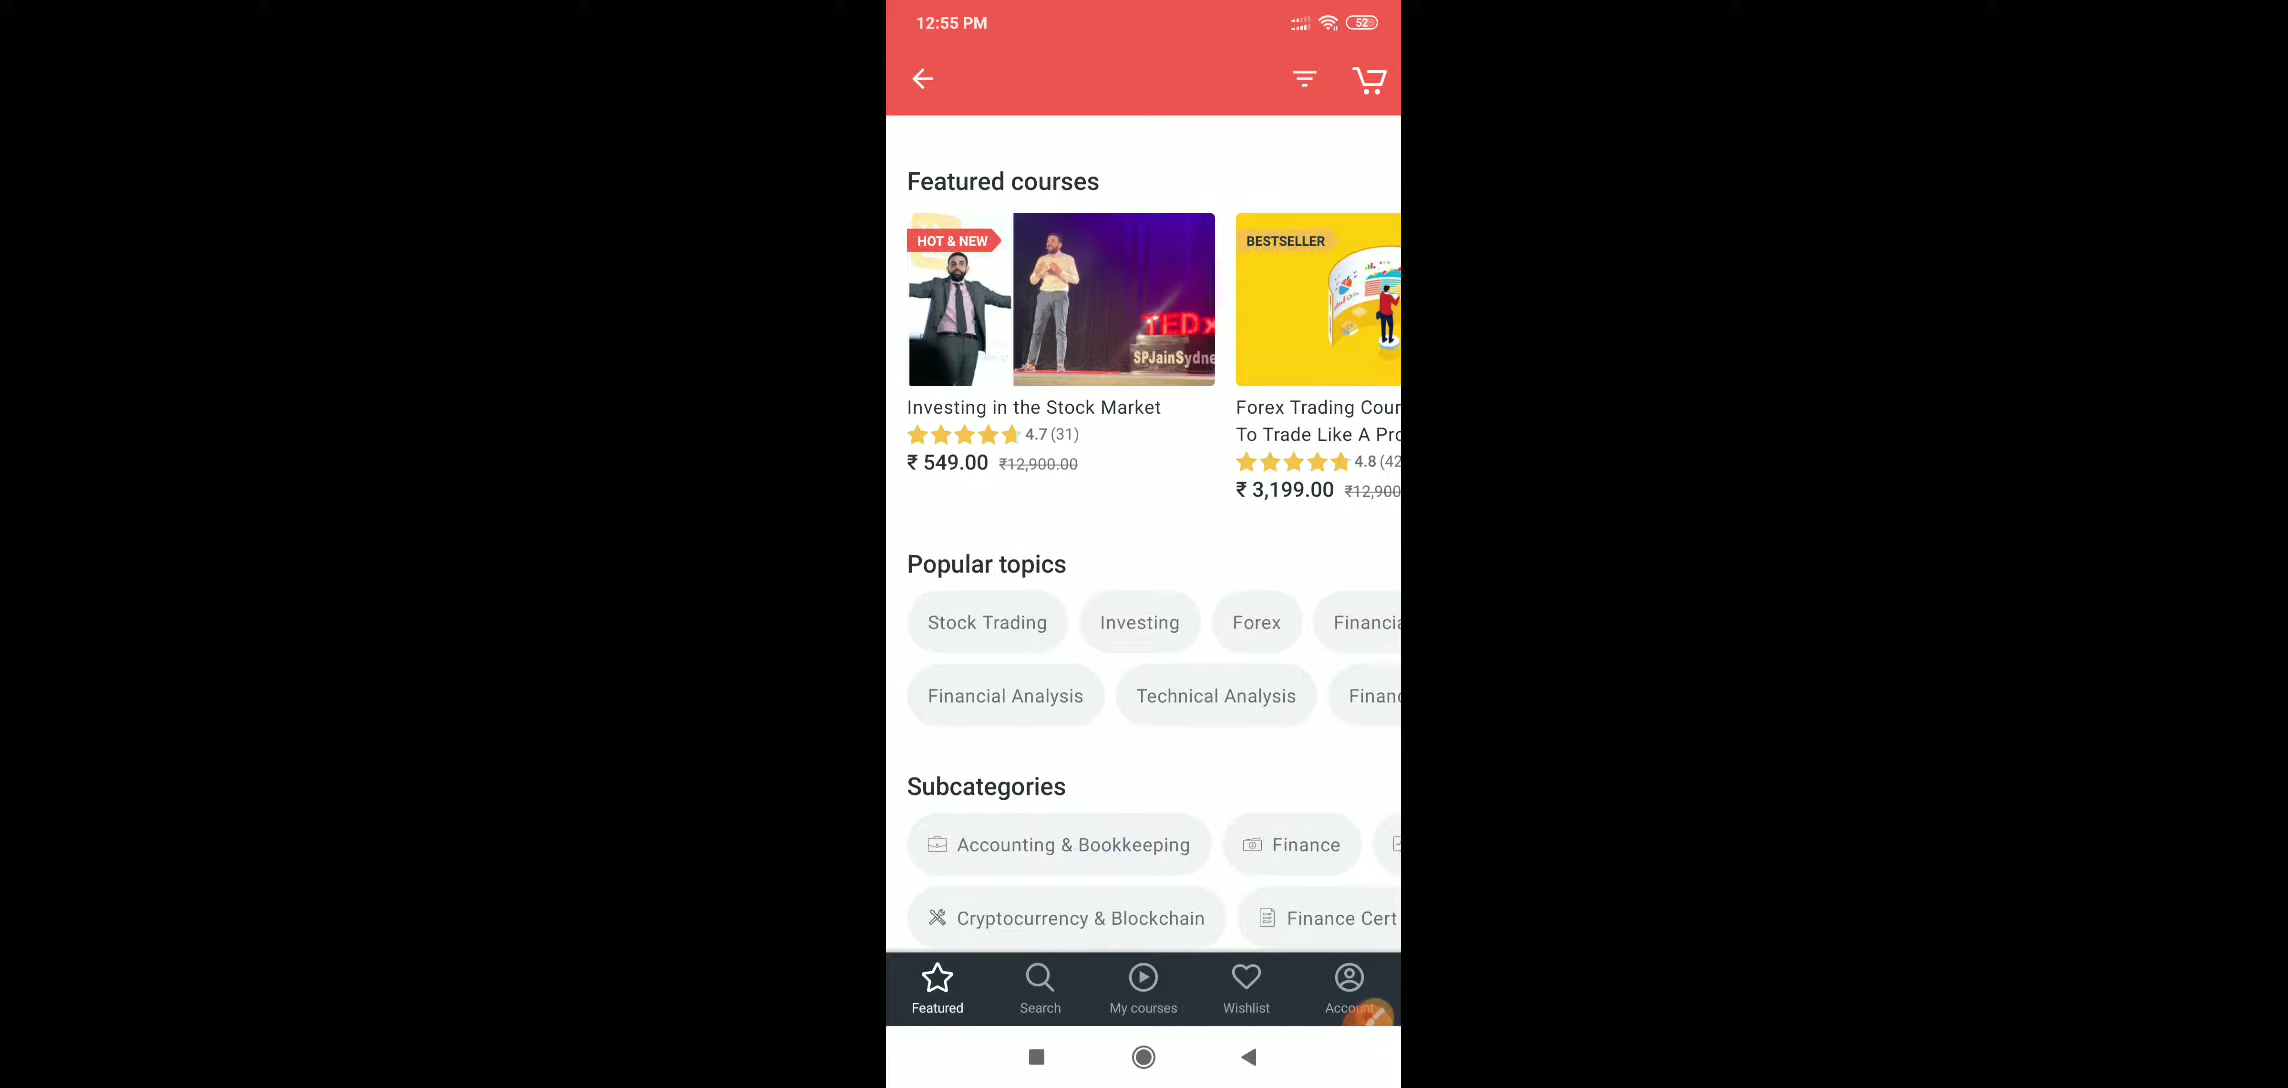 12:55 PM
52
Featured courses
HOT & NEW
TEDx
SPJainSydne
BESTSELLER
Investing in the Stock Market
4.7 (31)
₹ 549.00 ₹12,900.00
Forex Trading Cour
To Trade Like A Pro
4.8 (42
₹ 3,199.00 ₹12,900
Popular topics
Stock Trading
Investing
Forex
Financia
Financial Analysis
Technical Analysis
Financ
Subcategories
Accounting & Bookkeeping
Finance
Cryptocurrency & Blockchain
Finance Cert
Featured
Search
My courses
Wishlist
Account